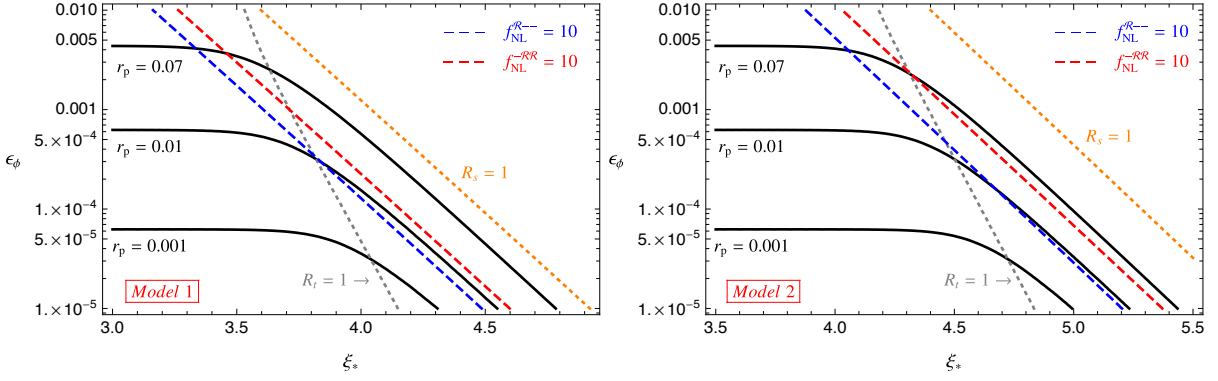 0.010
0.005
0.001
5.×10⁻⁴
1.×10⁻⁴
5.×10⁻⁵
1.×10⁻⁵
ϵ_ϕ
r_p = 0.07
r_p = 0.01
r_p = 0.001
f_NL^{ℛ−−} = 10
f_NL^{−ℛℛ} = 10
R_s = 1
R_t = 1 →
Model 1
3.0 3.5 4.0 4.5
ξ_*
0.010
0.005
0.001
5.×10⁻⁴
1.×10⁻⁴
5.×10⁻⁵
1.×10⁻⁵
ϵ_ϕ
r_p = 0.07
r_p = 0.01
r_p = 0.001
f_NL^{ℛ−−} = 10
f_NL^{−ℛℛ} = 10
R_s = 1
R_t = 1 →
Model 2
3.5 4.0 4.5 5.0 5.5
ξ_*